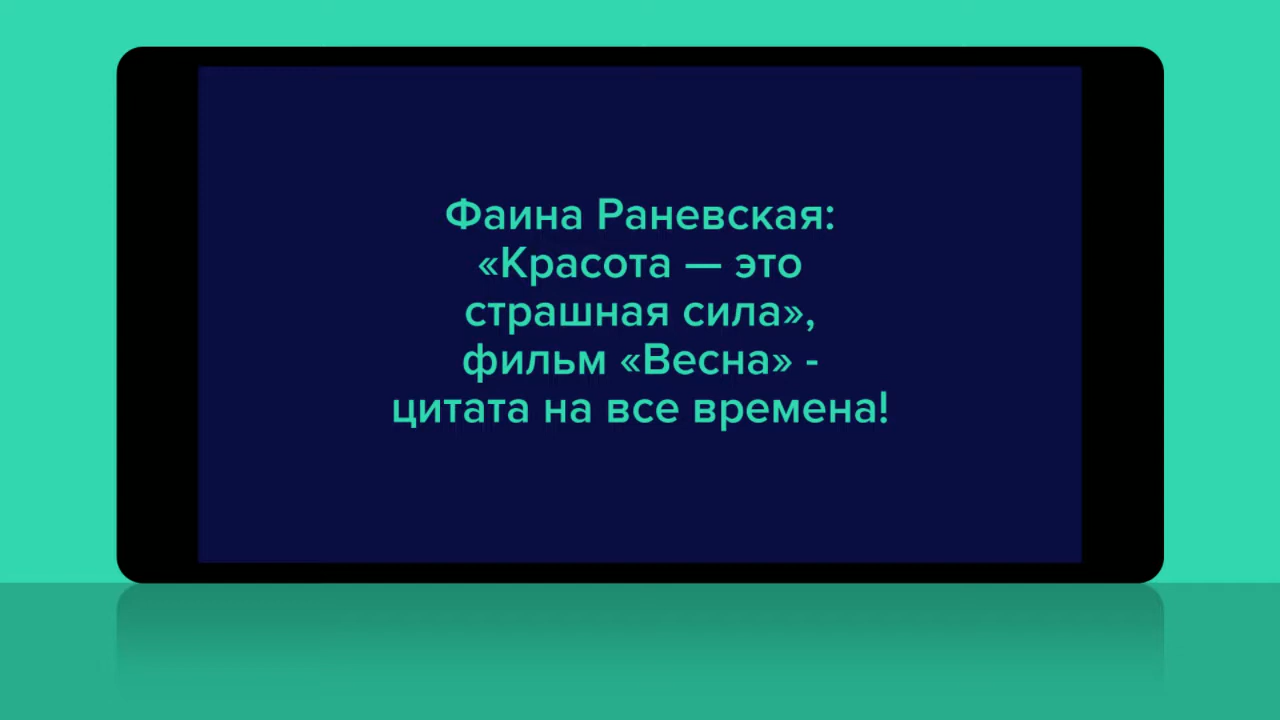 Фаина Раневская:
«Красота — это
страшная сила»,
фильм «Весна» -
цитата на все времена!